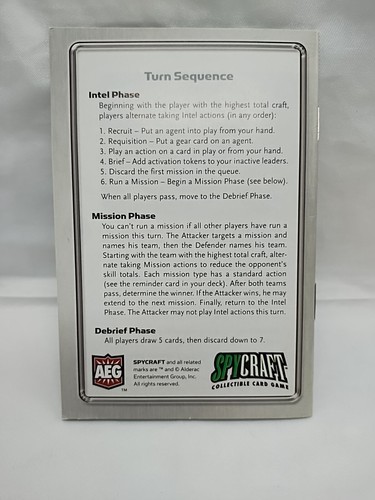 Turn Sequence
Intel Phase
Beginning with the player with the highest total craft,
players alternate taking Intel actions (in any order):
1. Recruit – Put an agent into play from your hand.
2. Requisition – Put a gear card on an agent.
3. Play an action on a card in play or from your hand.
4. Brief – Add activation tokens to your inactive leaders.
5. Discard the first mission in the queue.
6. Run a Mission – Begin a Mission Phase (see below).
When all players pass, move to the Debrief Phase.
Mission Phase
You can't run a mission if all other players have run a
mission this turn. The Attacker targets a mission and
names his team, then the Defender names his team.
Starting with the team with the highest total craft, alter-
nate taking Mission actions to reduce the opponent's
skill totals. Each mission type has a standard action
(see the reminder card in your deck). After both teams
pass, determine the winner. If the Attacker wins, he may
extend to the next mission. Finally, return to the Intel
Phase. The Attacker may not play Intel actions this turn.
Debrief Phase
All players draw 5 cards, then discard down to 7.
AEG
™
SPYCRAFT and all related
marks are ™ and © Alderac
Entertainment Group, Inc.
All rights reserved.
SPYCRAFT
COLLECTIBLE CARD GAME